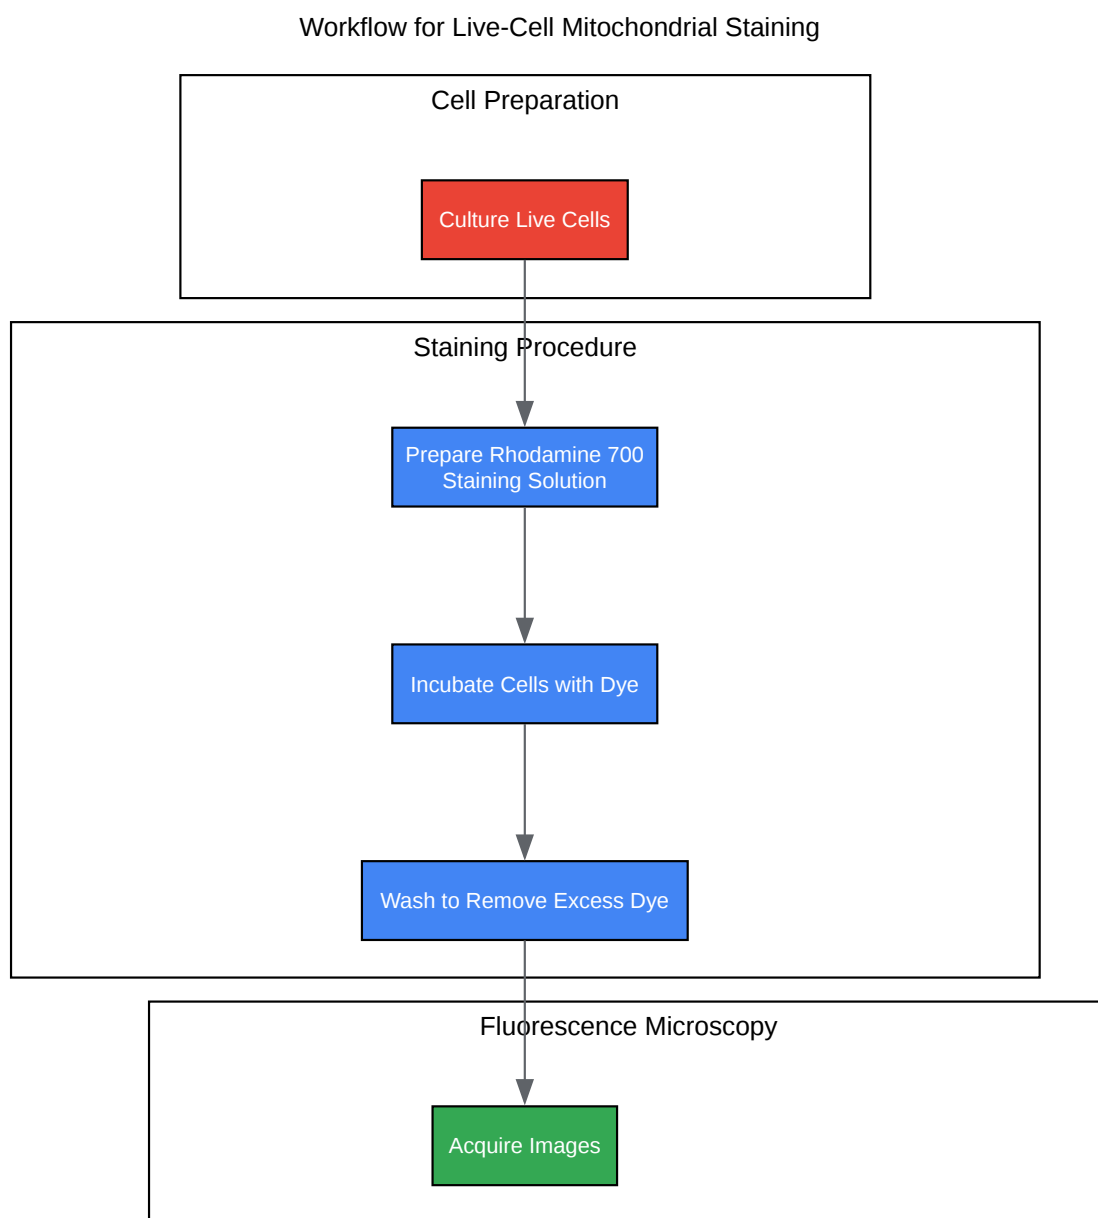 Workflow for Live-Cell Mitochondrial Staining
Cell Preparation
Culture Live Cells
Staining Procedure
Prepare Rhodamine 700
Staining Solution
Incubate Cells with Dye
Wash to Remove Excess Dye
Fluorescence Microscopy
Acquire Images